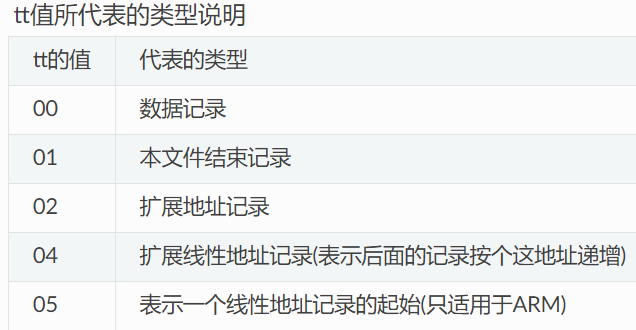 tt值所代表的类型说明
tt的值 代表的类型
00 数据记录
01 本文件结束记录
02 扩展地址记录
04 扩展线性地址记录(表示后面的记录按个这地址递增)
05 表示一个线性地址记录的起始(只适用于ARM)